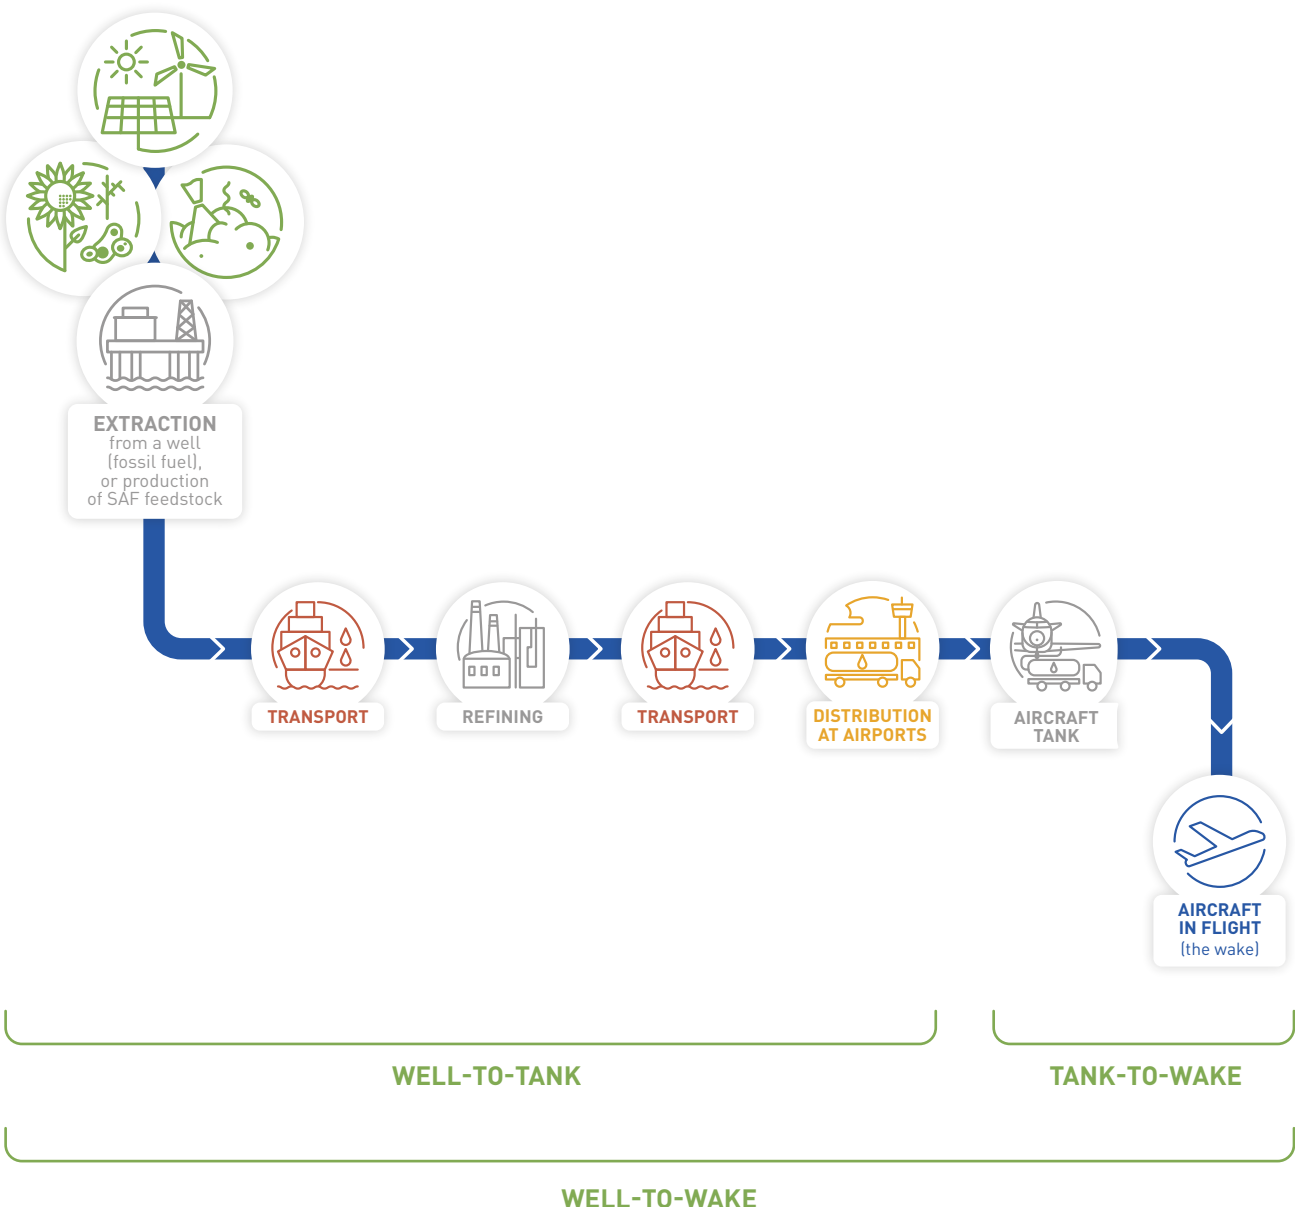 EXTRACTION
from a well
(fossil fuel),
or production
of SAF feedstock
TRANSPORT
REFINING
TRANSPORT
DISTRIBUTION
AT AIRPORTS
AIRCRAFT
TANK
AIRCRAFT
IN FLIGHT
(the wake)
WELL-TO-TANK
TANK-TO-WAKE
WELL-TO-WAKE